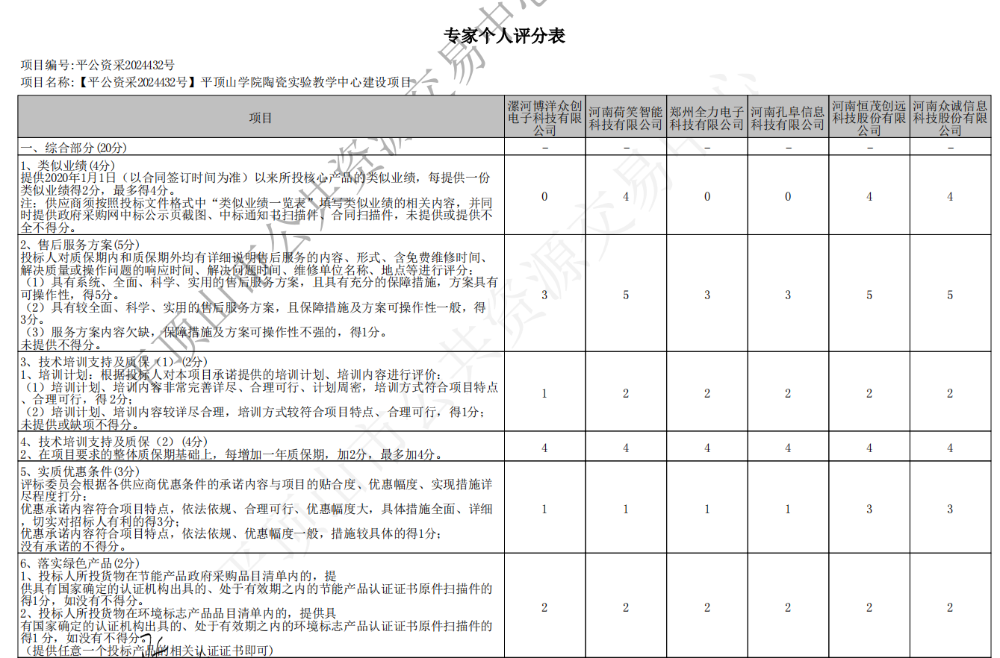 专家个人评分表
项目编号:平公资采2024432号
项目名称:【平公资采2024432号】平顶山学院陶瓷实验教学中心建设项目
项目
漯河博洋众创
电子科技有限
公司
河南荷笑智能
科技有限公司
郑州全力电子
科技有限公司
河南孔阜信息
科技有限公司
河南恒茂创远
科技股份有限
公司
河南众诚信息
科技股份有限
公司
一、综合部分(20分)
－ － － － － －
1、类似业绩(4分)
提供2020年1月1日（以合同签订时间为准）以来所投核心产品的类似业绩，每提供一份
类似业绩得2分，最多得4分。
注：供应商须按照投标文件格式中“类似业绩一览表”填写类似业绩的相关内容，并同
时提供政府采购网中标公示页截图、中标通知书扫描件、合同扫描件，未提供或提供不
全不得分。
0 4 0 0 4 4
2、售后服务方案(5分)
投标人对质保期内和质保期外均有详细说明售后服务的内容、形式、含免费维修时间、
解决质量或操作问题的响应时间、解决问题时间、维修单位名称、地点等进行评分：
（1）具有系统、全面、科学、实用的售后服务方案，且具有充分的保障措施，方案具有
可操作性，得5分。
（2）具有较全面、科学、实用的售后服务方案，且保障措施及方案可操作性一般，得
3分。
（3）服务方案内容欠缺，保障措施及方案可操作性不强的，得1分。
未提供不得分。
3 5 3 3 5 5
3、技术培训支持及质保（1）(2分)
1、培训计划：根据投标人对本项目承诺提供的培训计划、培训内容进行评价：
（1）培训计划、培训内容非常完善详尽、合理可行、计划周密，培训方式符合项目特点
、合理可行，得 2分；
（2）培训计划、培训内容较详尽合理，培训方式较符合项目特点、合理可行，得1分；
未提供或缺项不得分。
1 2 2 2 2 2
4、技术培训支持及质保（2）(4分)
2、在项目要求的整体质保期基础上，每增加一年质保期，加2分，最多加4分。
4 4 4 4 4 4
5、实质优惠条件(3分)
评标委员会根据各供应商优惠条件的承诺内容与项目的贴合度、优惠幅度、实现措施详
尽程度打分：
优惠承诺内容符合项目特点，依法依规、合理可行、优惠幅度大，具体措施全面、详细
，切实对招标人有利的得3分；
优惠承诺内容符合项目特点，依法依规、优惠幅度一般，措施较具体的得1分；
没有承诺的不得分。
1 1 1 1 3 3
6、落实绿色产品(2分)
1、投标人所投货物在节能产品政府采购品目清单内的，提
供具有国家确定的认证机构出具的、处于有效期之内的节能产品认证证书原件扫描件的
得1分，如没有不得分。
2、投标人所投货物在环境标志产品品目清单内的，提供具
有国家确定的认证机构出具的、处于有效期之内的环境标志产品认证证书原件扫描件的
得1 分，如没有不得分。
（提供任意一个投标产品的相关认证证书即可)
2 2 2 2 2 2
平顶山市公共资源交易中心
平顶山市公共资源交易中心